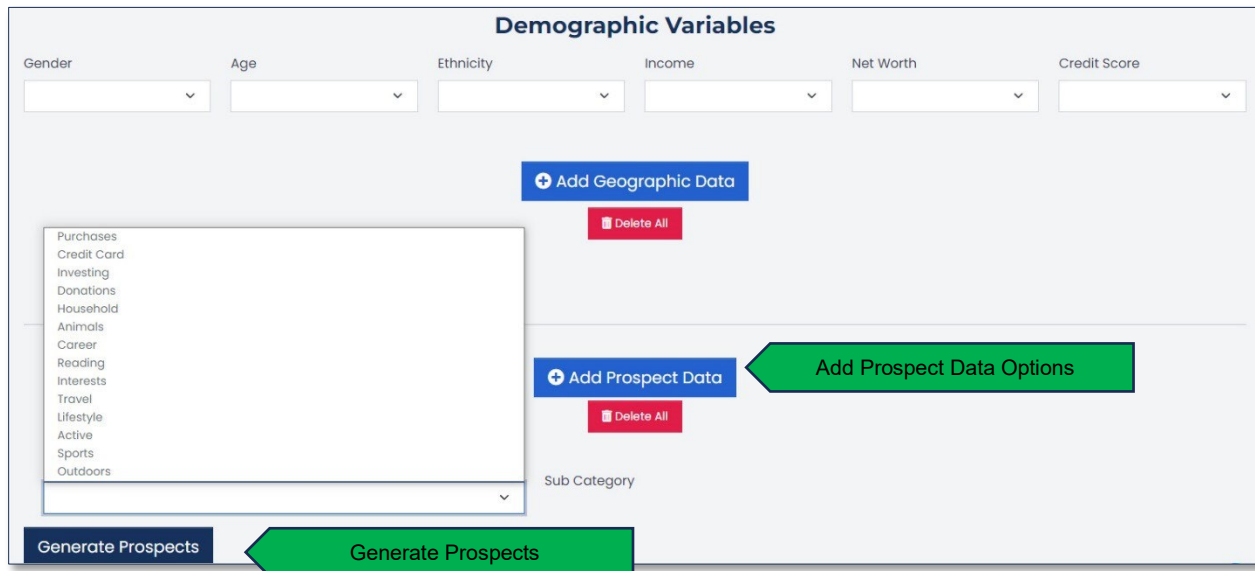 Demographic Variables
Gender Age Ethnicity Income Net Worth Credit Score
Add Geographic Data
Delete All
Purchases
Credit Card
Investing
Donations
Household
Animals
Career
Reading
Interests
Travel
Lifestyle
Active
Sports
Outdoors
Add Prospect Data
Add Prospect Data Options
Delete All
Sub Category
Generate Prospects
Generate Prospects